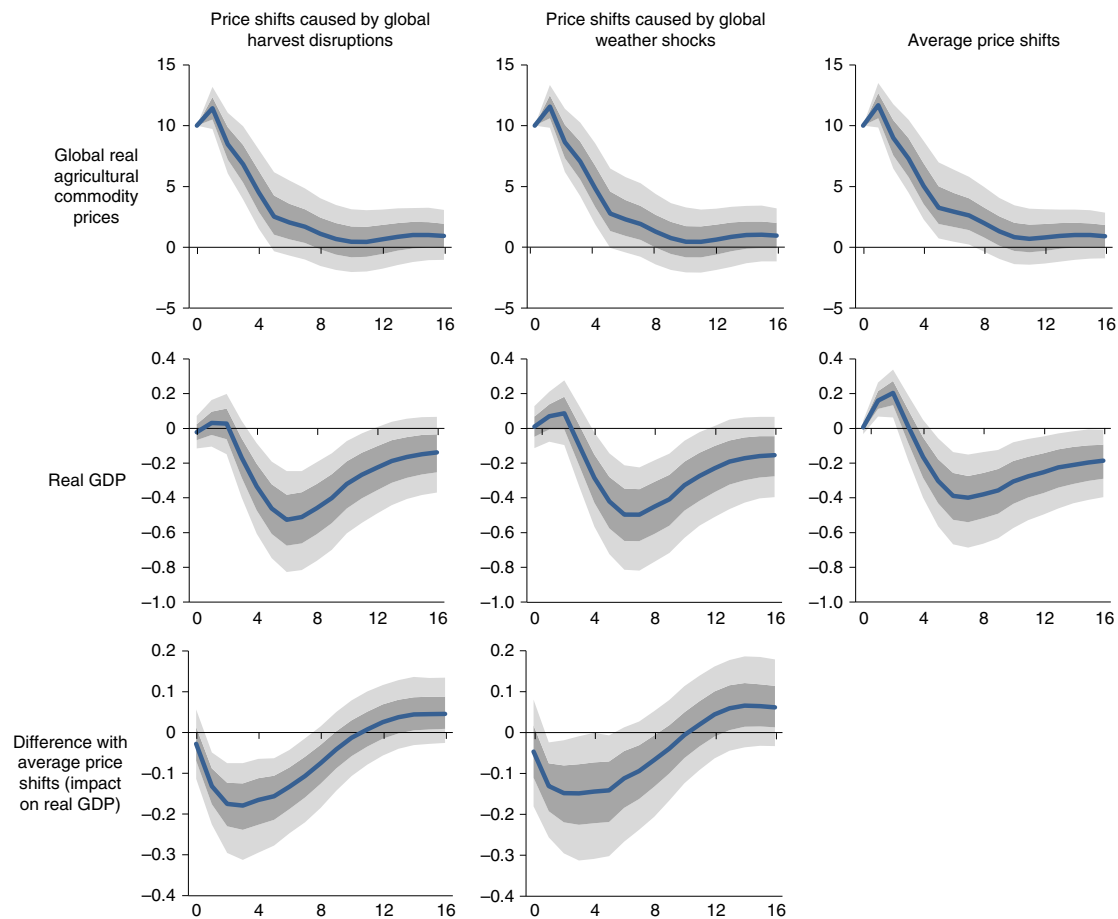 Price shifts caused by global
harvest disruptions
Price shifts caused by global
weather shocks
Average price shifts
Global real
agricultural
commodity
prices
15
10
5
0
–5
0 4 8 12 16
15
10
5
0
–5
0 4 8 12 16
15
10
5
0
–5
0 4 8 12 16
Real GDP
0.4
0.2
0
–0.2
–0.4
–0.6
–0.8
–1.0
0 4 8 12 16
0.4
0.2
0
–0.2
–0.4
–0.6
–0.8
–1.0
0 4 8 12 16
0.4
0.2
0
–0.2
–0.4
–0.6
–0.8
–1.0
0 4 8 12 16
Difference with
average price
shifts (impact
on real GDP)
0.2
0.1
0
–0.1
–0.2
–0.3
–0.4
0 4 8 12 16
0.2
0.1
0
–0.1
–0.2
–0.3
–0.4
0 4 8 12 16